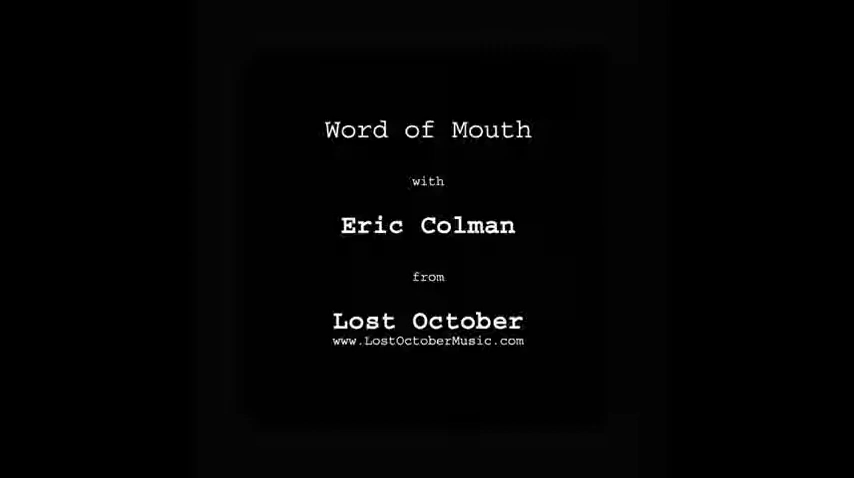 Word of Mouth
with
Eric Colman
from
Lost October
www.LostOctoberMusic.com